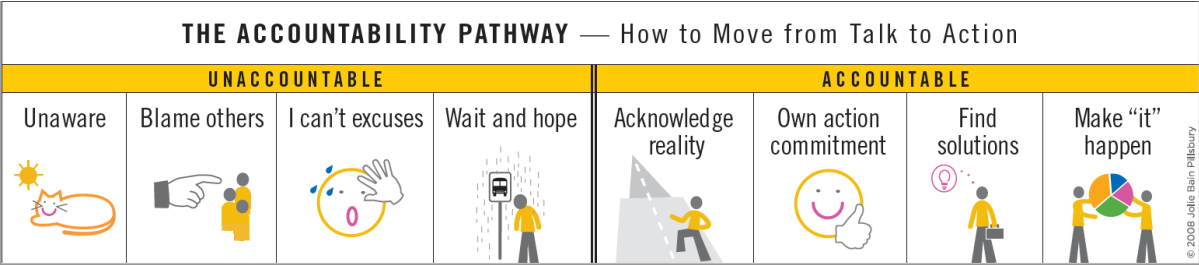 THE ACCOUNTABILITY PATHWAY — How to Move from Talk to Action
UNACCOUNTABLE
ACCOUNTABLE
Unaware
Blame others
I can't excuses
Wait and hope
Acknowledge
reality
Own action
commitment
Find
solutions
Make “it”
happen
© 2008 Jolie Bain Pillsbury